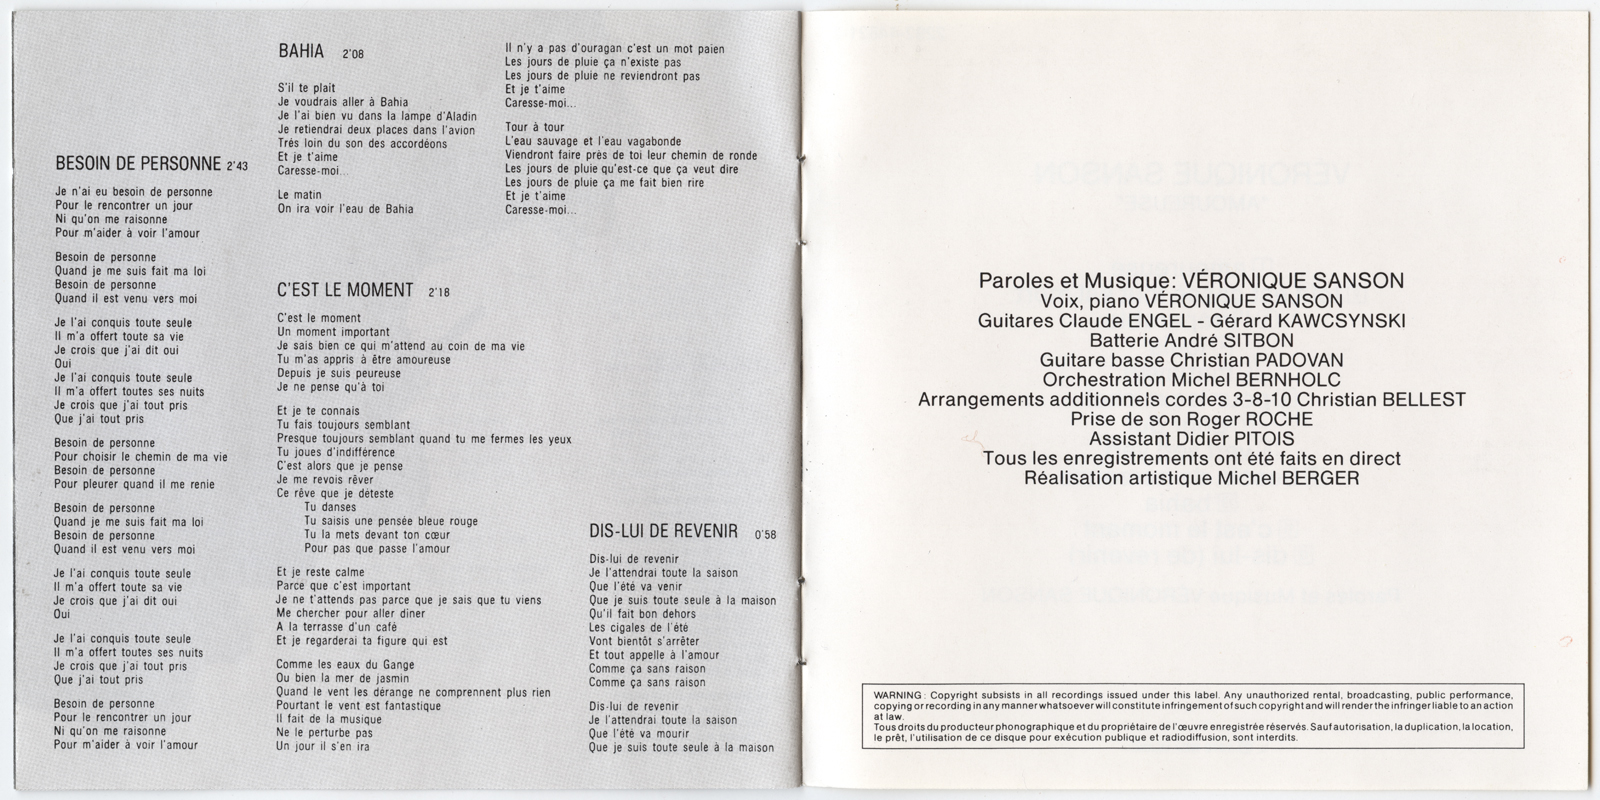 BESOIN DE PERSONNE 2'43
Je n'ai eu besoin de personne
Pour le rencontrer un jour
Ni qu'on me raisonne
Pour m'aider à voir l'amour
Besoin de personne
Quand je me suis fait ma loi
Besoin de personne
Quand il est venu vers moi
Je l'ai conquis toute seule
Il m'a offert toute sa vie
Je crois que j'ai dit oui
Oui
Je l'ai conquis toute seule
Il m'a offert toutes ses nuits
Je crois que j'ai tout pris
Que j'ai tout pris
Besoin de personne
Pour choisir le chemin de ma vie
Besoin de personne
Pour pleurer quand il me renie
Besoin de personne
Quand je me suis fait ma loi
Besoin de personne
Quand il est venu vers moi
Je l'ai conquis toute seule
Il m'a offert toute sa vie
Je crois que j'ai dit oui
Oui
Je l'ai conquis toute seule
Il m'a offert toutes ses nuits
Je crois que j'ai tout pris
Que j'ai tout pris
Besoin de personne
Pour le rencontrer un jour
Ni qu'on me raisonne
Pour m'aider à voir l'amour
BAHIA 2'08
S'il te plait
Je voudrais aller à Bahia
Je l'ai bien vu dans la lampe d'Aladin
Je retiendrai deux places dans l'avion
Très loin du son des accordéons
Et je t'aime
Caresse-moi...
Le matin
On ira voir l'eau de Bahia
Il n'y a pas d'ouragan c'est un mot paien
Les jours de pluie ça n'existe pas
Les jours de pluie ne reviendront pas
Et je t'aime
Caresse-moi...
Tour à tour
L'eau sauvage et l'eau vagabonde
Viendront faire près de toi leur chemin de ronde
Les jours de pluie qu'est-ce que ça veut dire
Les jours de pluie ça me fait bien rire
Et je t'aime
Caresse-moi...
C'EST LE MOMENT 2'18
C'est le moment
Un moment important
Je sais bien ce qui m'attend au coin de ma vie
Tu m'as appris à être amoureuse
Depuis je suis peureuse
Je ne pense qu'à toi
Et je te connais
Tu fais toujours semblant
Presque toujours semblant quand tu me fermes les yeux
Tu joues d'indifférence
C'est alors que je pense
Je me revois rêver
Ce rêve que je déteste
Tu danses
Tu saisis une pensée bleue rouge
Tu la mets devant ton cœur
Pour pas que passe l'amour
Et je reste calme
Parce que c'est important
Je ne t'attends pas parce que je sais que tu viens
Me chercher pour aller dîner
A la terrasse d'un café
Et je regarderai ta figure qui est
Comme les eaux du Gange
Ou bien la mer de jasmin
Quand le vent les dérange ne comprennent plus rien
Pourtant le vent est fantastique
Il fait de la musique
Ne le perturbe pas
Un jour il s'en ira
DIS-LUI DE REVENIR 0'58
Dis-lui de revenir
Je l'attendrai toute la saison
Que l'été va venir
Que je suis toute seule à la maison
Qu'il fait bon dehors
Les cigales de l'été
Vont bientôt s'arrêter
Et tout appelle à l'amour
Comme ça sans raison
Comme ça sans raison
Dis-lui de revenir
Je l'attendrai toute la saison
Que l'été va mourir
Que je suis toute seule à la maison
Paroles et Musique: VÉRONIQUE SANSON
Voix, piano VÉRONIQUE SANSON
Guitares Claude ENGEL - Gérard KAWCSYNSKI
Batterie André SITBON
Guitare basse Christian PADOVAN
Orchestration Michel BERNHOLC
Arrangements additionnels cordes 3-8-10 Christian BELLEST
Prise de son Roger ROCHE
Assistant Didier PITOIS
Tous les enregistrements ont été faits en direct
Réalisation artistique Michel BERGER
WARNING: Copyright subsists in all recordings issued under this label. Any unauthorized rental, broadcasting, public performance,
copying or recording in any manner whatsoever will constitute infringement of such copyright and will render the infringer liable to an action
at law.
Tous droits du producteur phonographique et du propriétaire de l'œuvre enregistrée réservés. Sauf autorisation, la duplication, la location,
le prêt, l'utilisation de ce disque pour exécution publique et radiodiffusion, sont interdits.